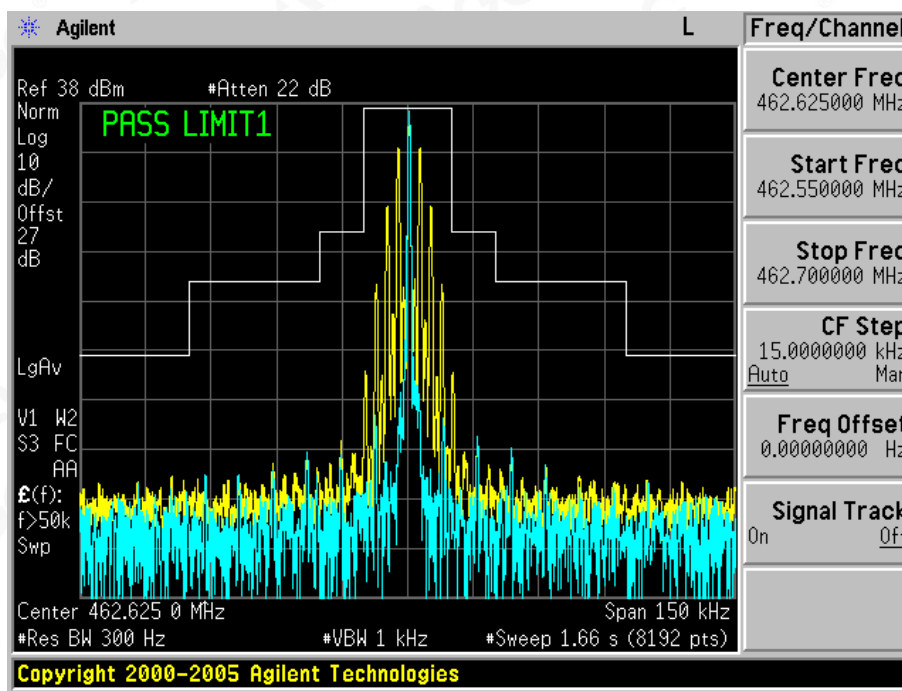 Agilent
L
Freq/Channel
Ref 38 dBm #Atten 22 dB
Norm
Log
10
dB/
Offst
27
dB
LgAv
V1 W2
S3 FC
AA
£(f):
f>50k
Swp
PASS LIMIT1
Center 462.625 0 MHz Span 150 kHz
#Res BW 300 Hz #VBW 1 kHz #Sweep 1.66 s (8192 pts)
Copyright 2000-2005 Agilent Technologies
Center Freq
462.625000 MHz
Start Freq
462.550000 MHz
Stop Freq
462.700000 MHz
CF Step
15.0000000 kHz
Auto Man
Freq Offset
0.00000000 Hz
Signal Track
On Off